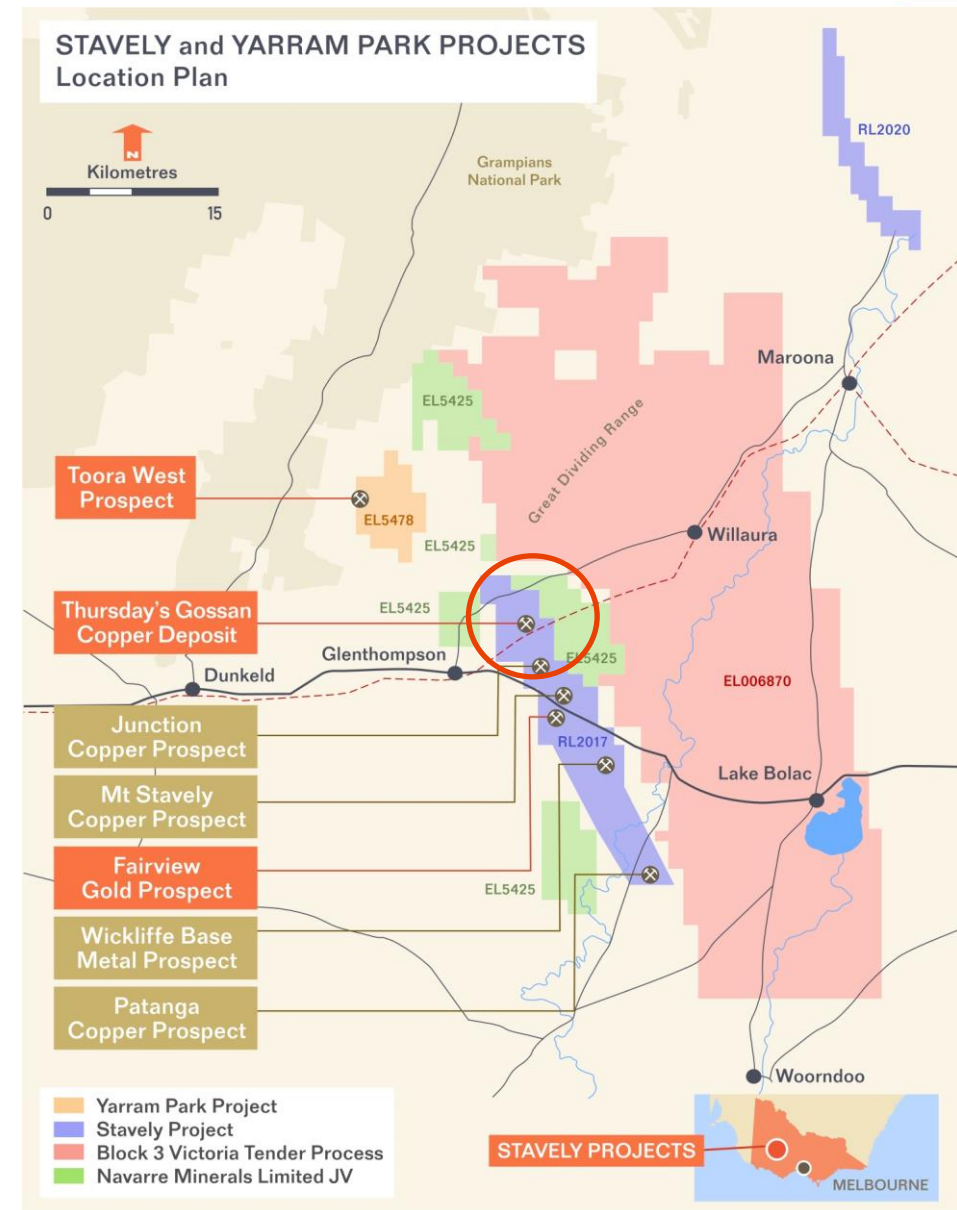 STAVELY and YARRAM PARK PROJECTS
Location Plan
N
Kilometres
0
15
RL2020
Grampians
National Park
Maroona
EL5425
Great Dividing Range
Toora West
Prospect
EL5478
Willaura
EL5425
Thursday's Gossan
Copper Deposit
EL5425
Glenthompson
EL5425
Dunkeld
EL006870
Junction
Copper Prospect
RL2017
Lake Bolac
Mt Stavely
Copper Prospect
Fairview
Gold Prospect
EL5425
Wickliffe Base
Metal Prospect
Patanga
Copper Prospect
Woorndoo
Yarram Park Project
Stavely Project
Block 3 Victoria Tender Process
Navarre Minerals Limited JV
STAVELY PROJECTS
MELBOURNE